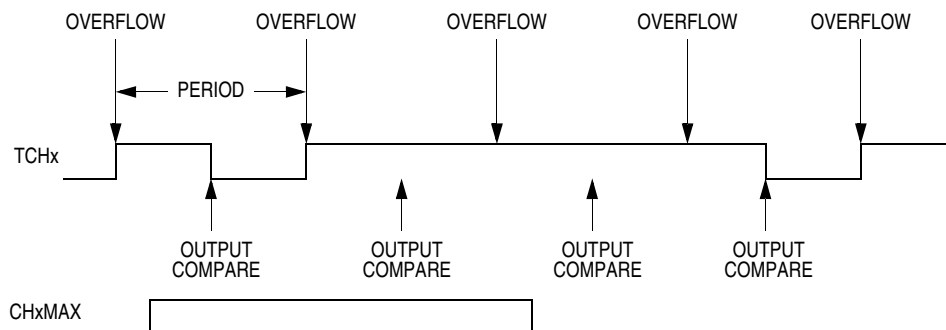 OVERFLOW OVERFLOW OVERFLOW OVERFLOW OVERFLOW
PERIOD
TCHx
OUTPUT OUTPUT OUTPUT OUTPUT
COMPARE COMPARE COMPARE COMPARE
CHxMAX